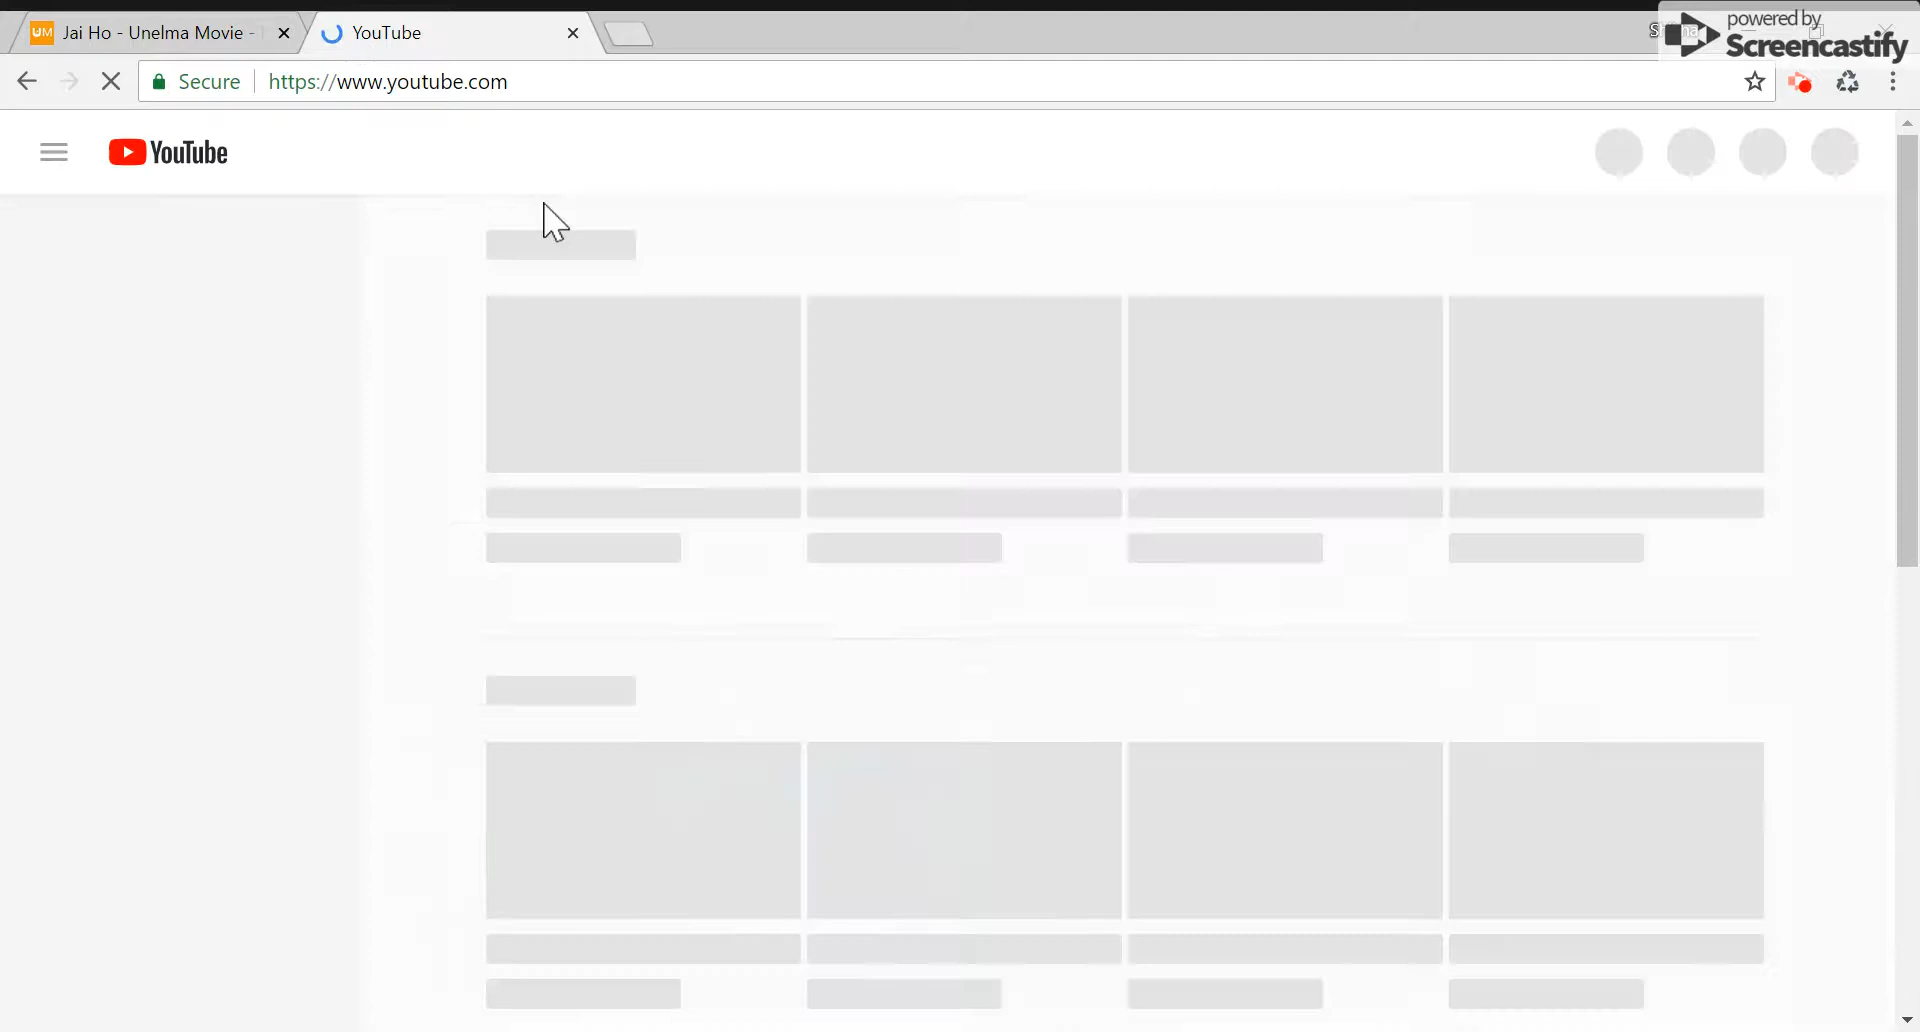 Jai Ho - Unelma Movie -
YouTube
powered by
Screencastify
Secure
https://www.youtube.com
YouTube